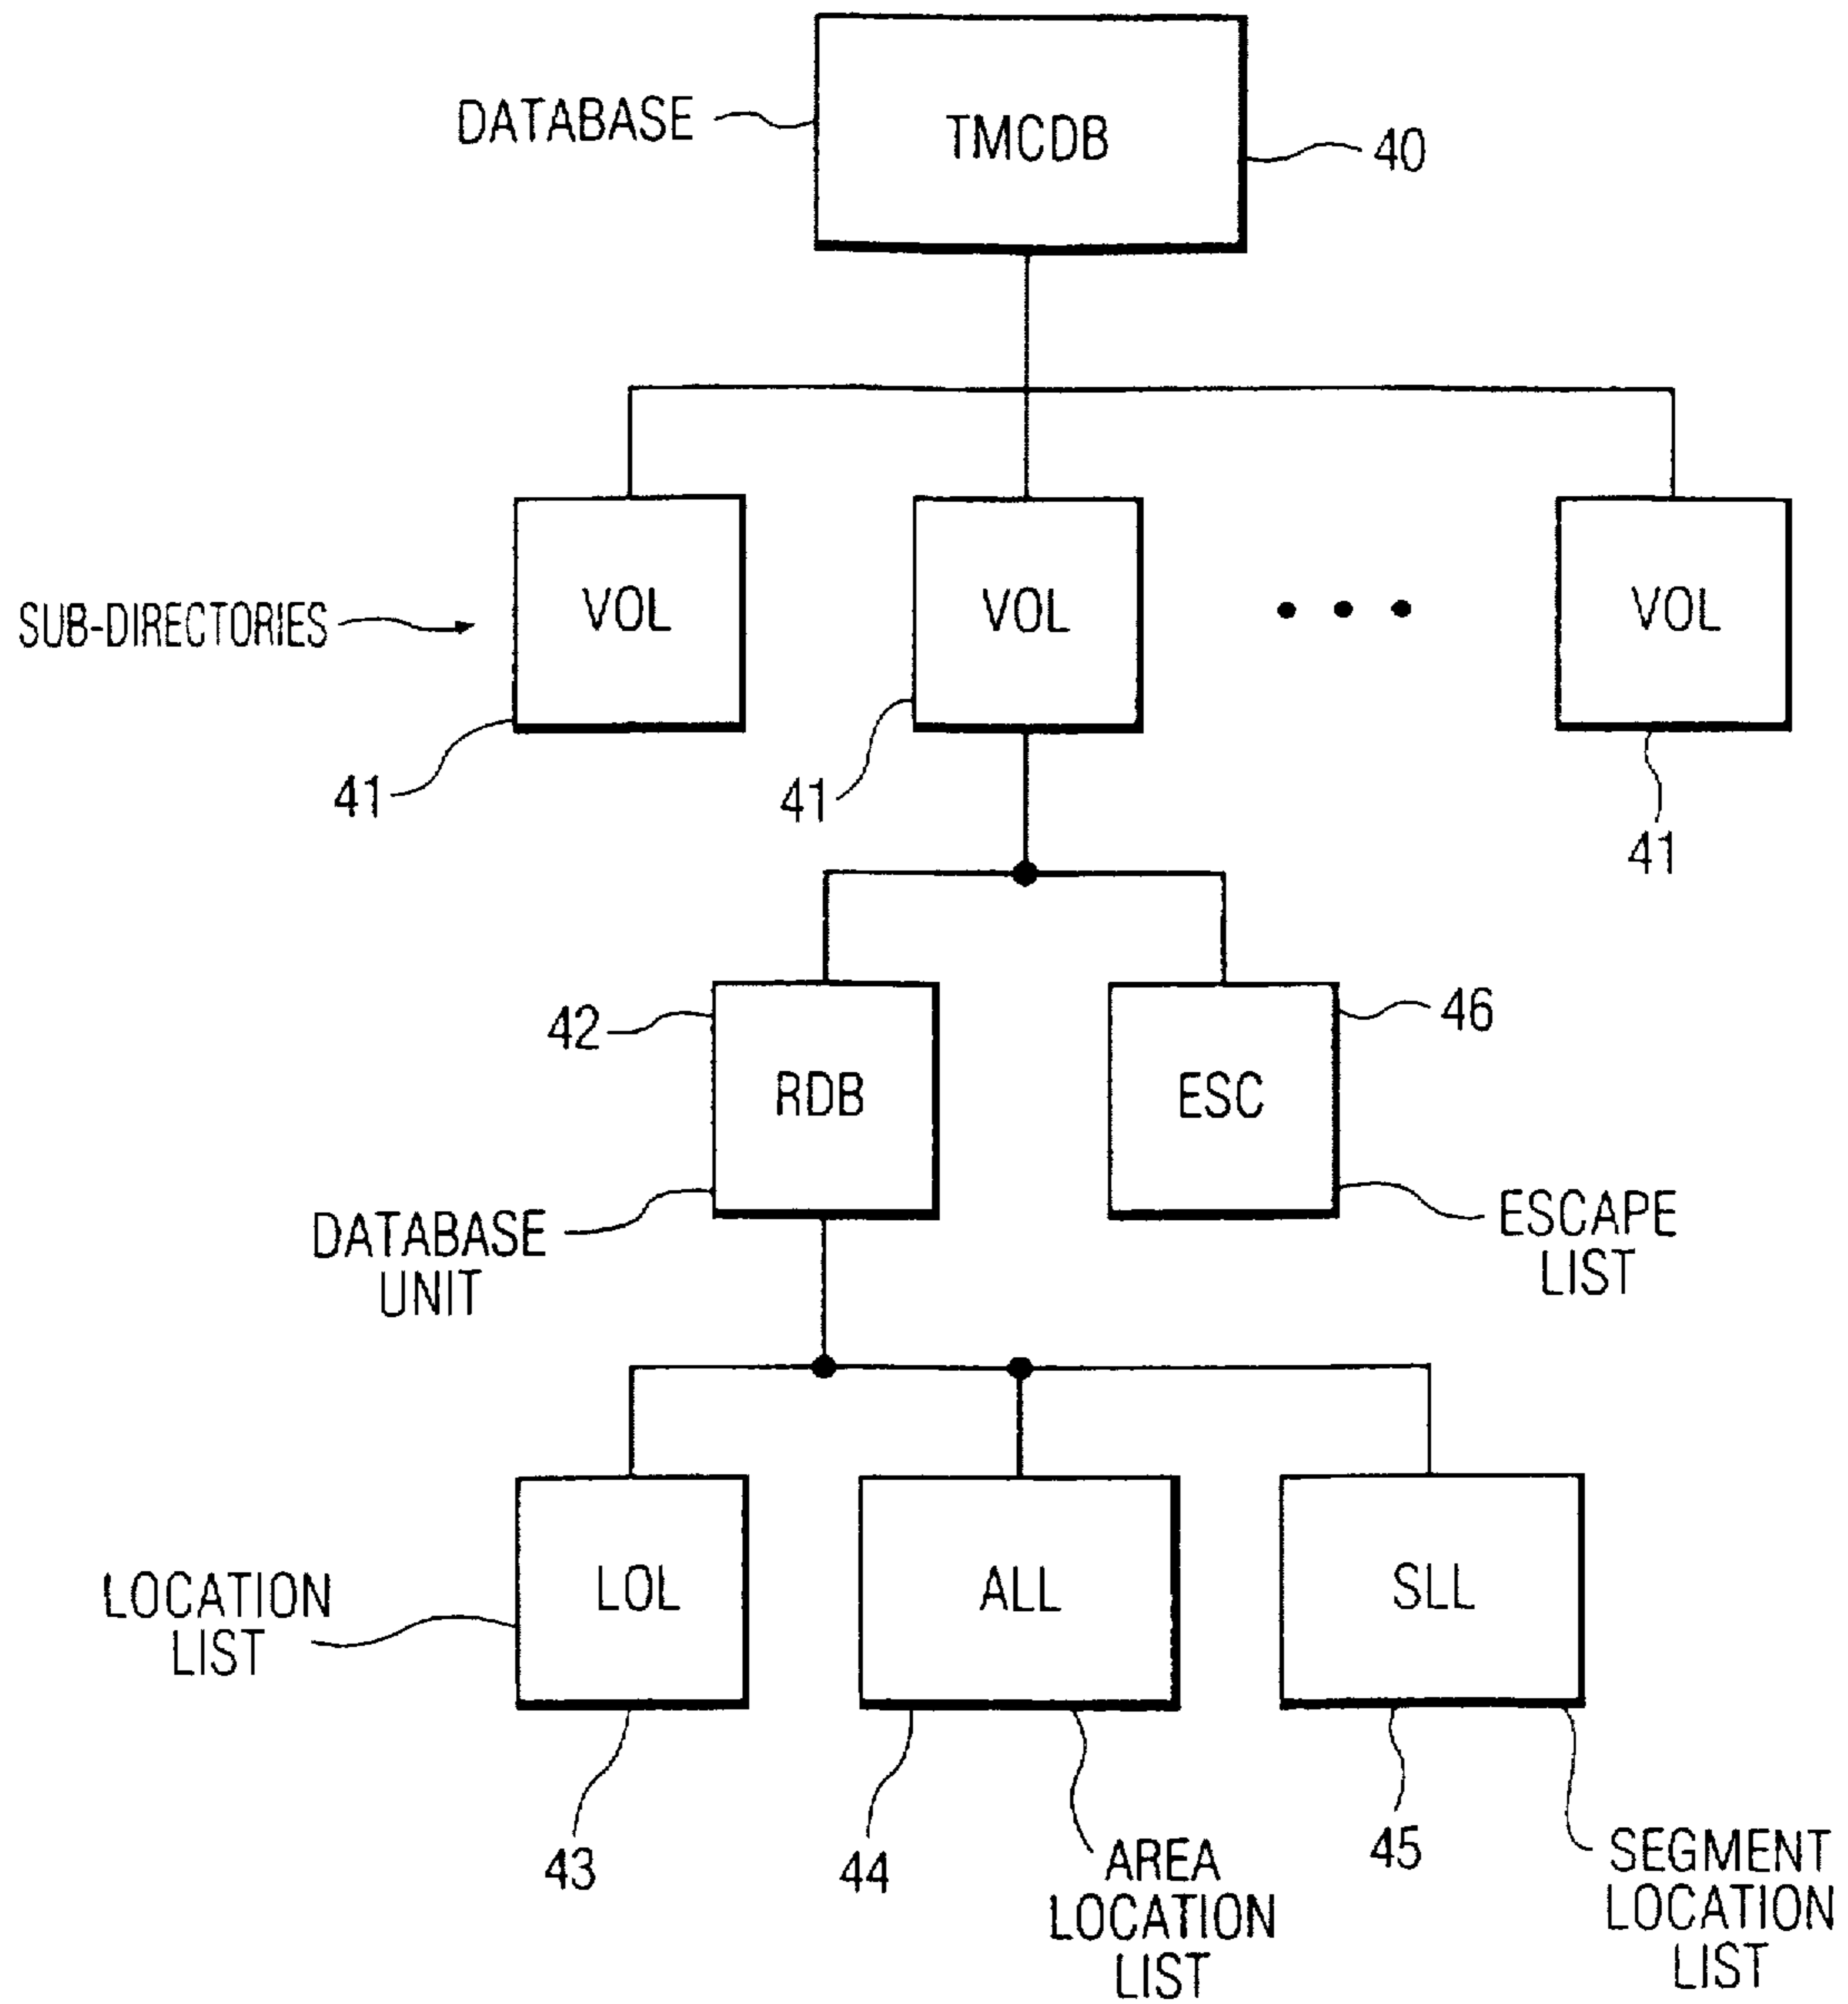 DATABASE
TMCDB
40
SUB-DIRECTORIES
VOL
VOL
VOL
41
41
41
42
RDB
ESC
46
DATABASE
UNIT
ESCAPE
LIST
LOCATION
LIST
LOL
ALL
SLL
43
44
AREA
LOCATION
LIST
45
SEGMENT
LOCATION
LIST